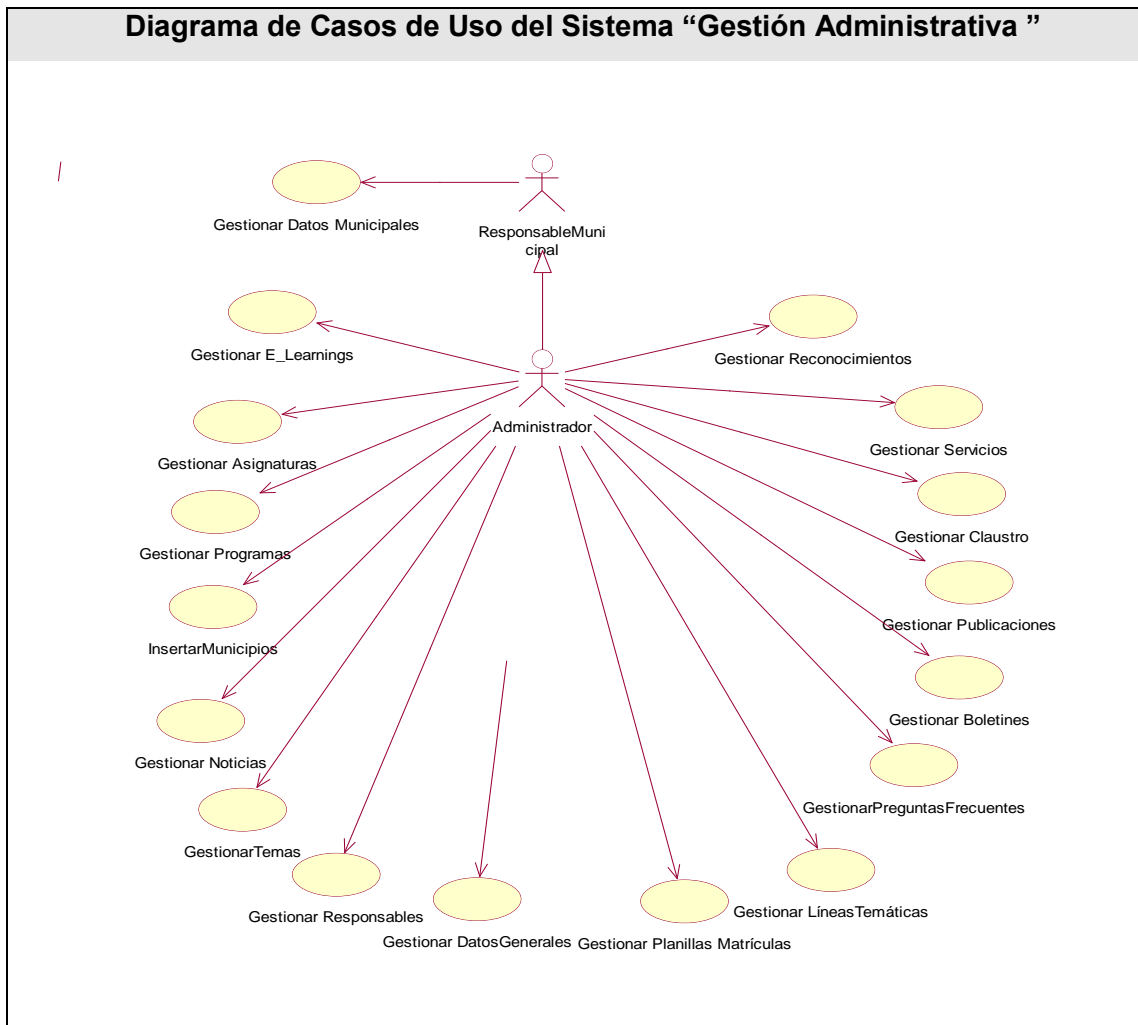 Diagrama de Casos de Uso del Sistema “Gestión Administrativa ”
Gestionar Datos Municipales
ResponsableMuni
cipal
Gestionar E_Learnings
Gestionar Reconocimientos
Administrador
Gestionar Servicios
Gestionar Asignaturas
Gestionar Claustro
Gestionar Programas
Gestionar Publicaciones
InsertarMunicipios
Gestionar Boletines
Gestionar Noticias
GestionarPreguntasFrecuentes
GestionarTemas
Gestionar LíneasTemáticas
Gestionar Responsables
Gestionar DatosGenerales
Gestionar Planillas Matrículas